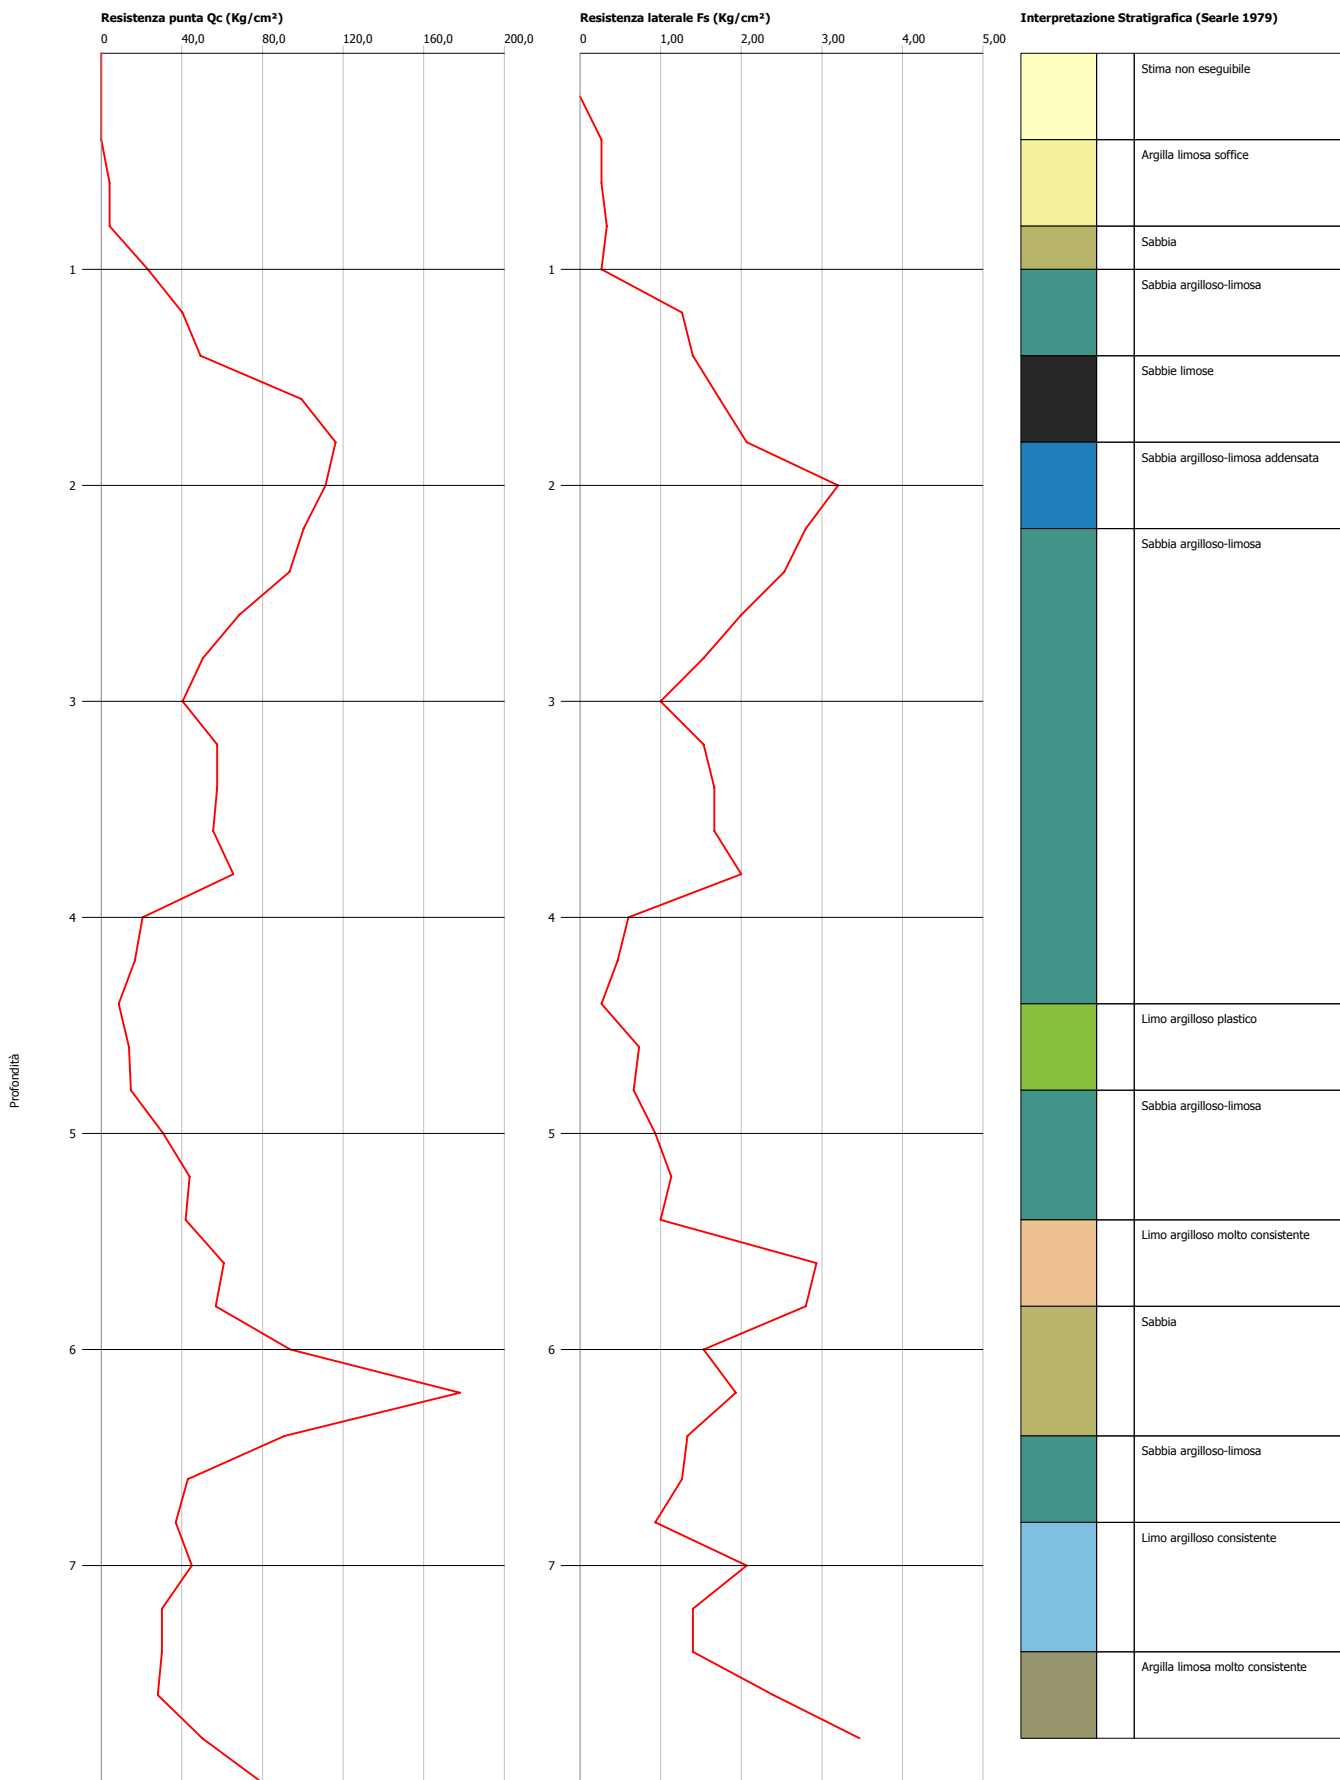 Resistenza punta Qc (Kg/cm²)
Resistenza laterale Fs (Kg/cm²)
Interpretazione Stratigrafica (Searle 1979)
0 40,0 80,0 120,0 160,0 200,0
0 1,00 2,00 3,00 4,00 5,00
Stima non eseguibile
Argilla limosa soffice
Sabbia
1 1
Sabbia argilloso-limosa
Sabbie limose
Sabbia argilloso-limosa addensata
2 2
Sabbia argilloso-limosa
3 3
4 4
Limo argilloso plastico
Profondità
Sabbia argilloso-limosa
5 5
Limo argilloso molto consistente
Sabbia
6 6
Sabbia argilloso-limosa
Limo argilloso consistente
7 7
Argilla limosa molto consistente